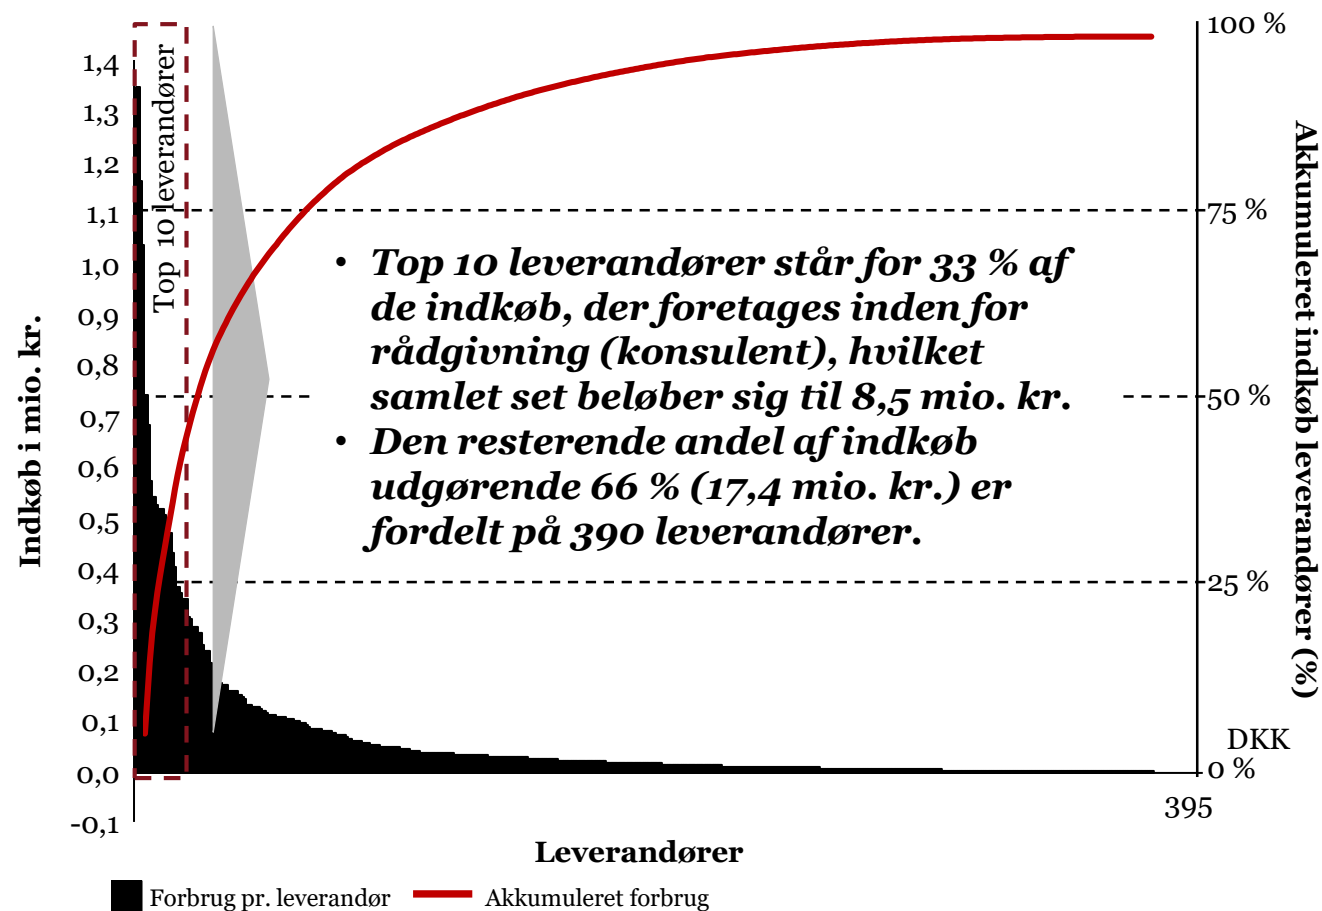 100 %
1,4
1,3
1,2
1,1
1,0
0,9
0,8
0,7
0,6
0,5
0,4
0,3
0,2
0,1
0,0
-0,1
Indkøb i mio. kr.
Top 10 leverandører
• Top 10 leverandører står for 33 % af
de indkøb, der foretages inden for
rådgivning (konsulent), hvilket
samlet set beløber sig til 8,5 mio. kr.
• Den resterende andel af indkøb
udgørende 66 % (17,4 mio. kr.) er
fordelt på 390 leverandører.
75 %
50 %
25 %
DKK
0 %
395
Akkumuleret indkøb leverandører (%)
Leverandører
Forbrug pr. leverandør
Akkumuleret forbrug